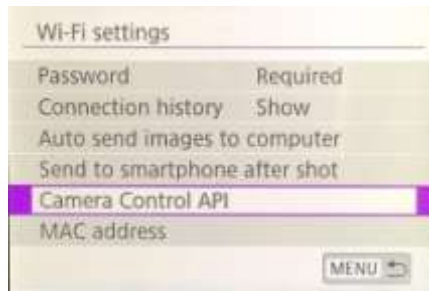 Wi-Fi settings
Password Required
Connection history Show
Auto send images to computer
Send to smartphone after shot
Camera Control API
MAC address
MENU